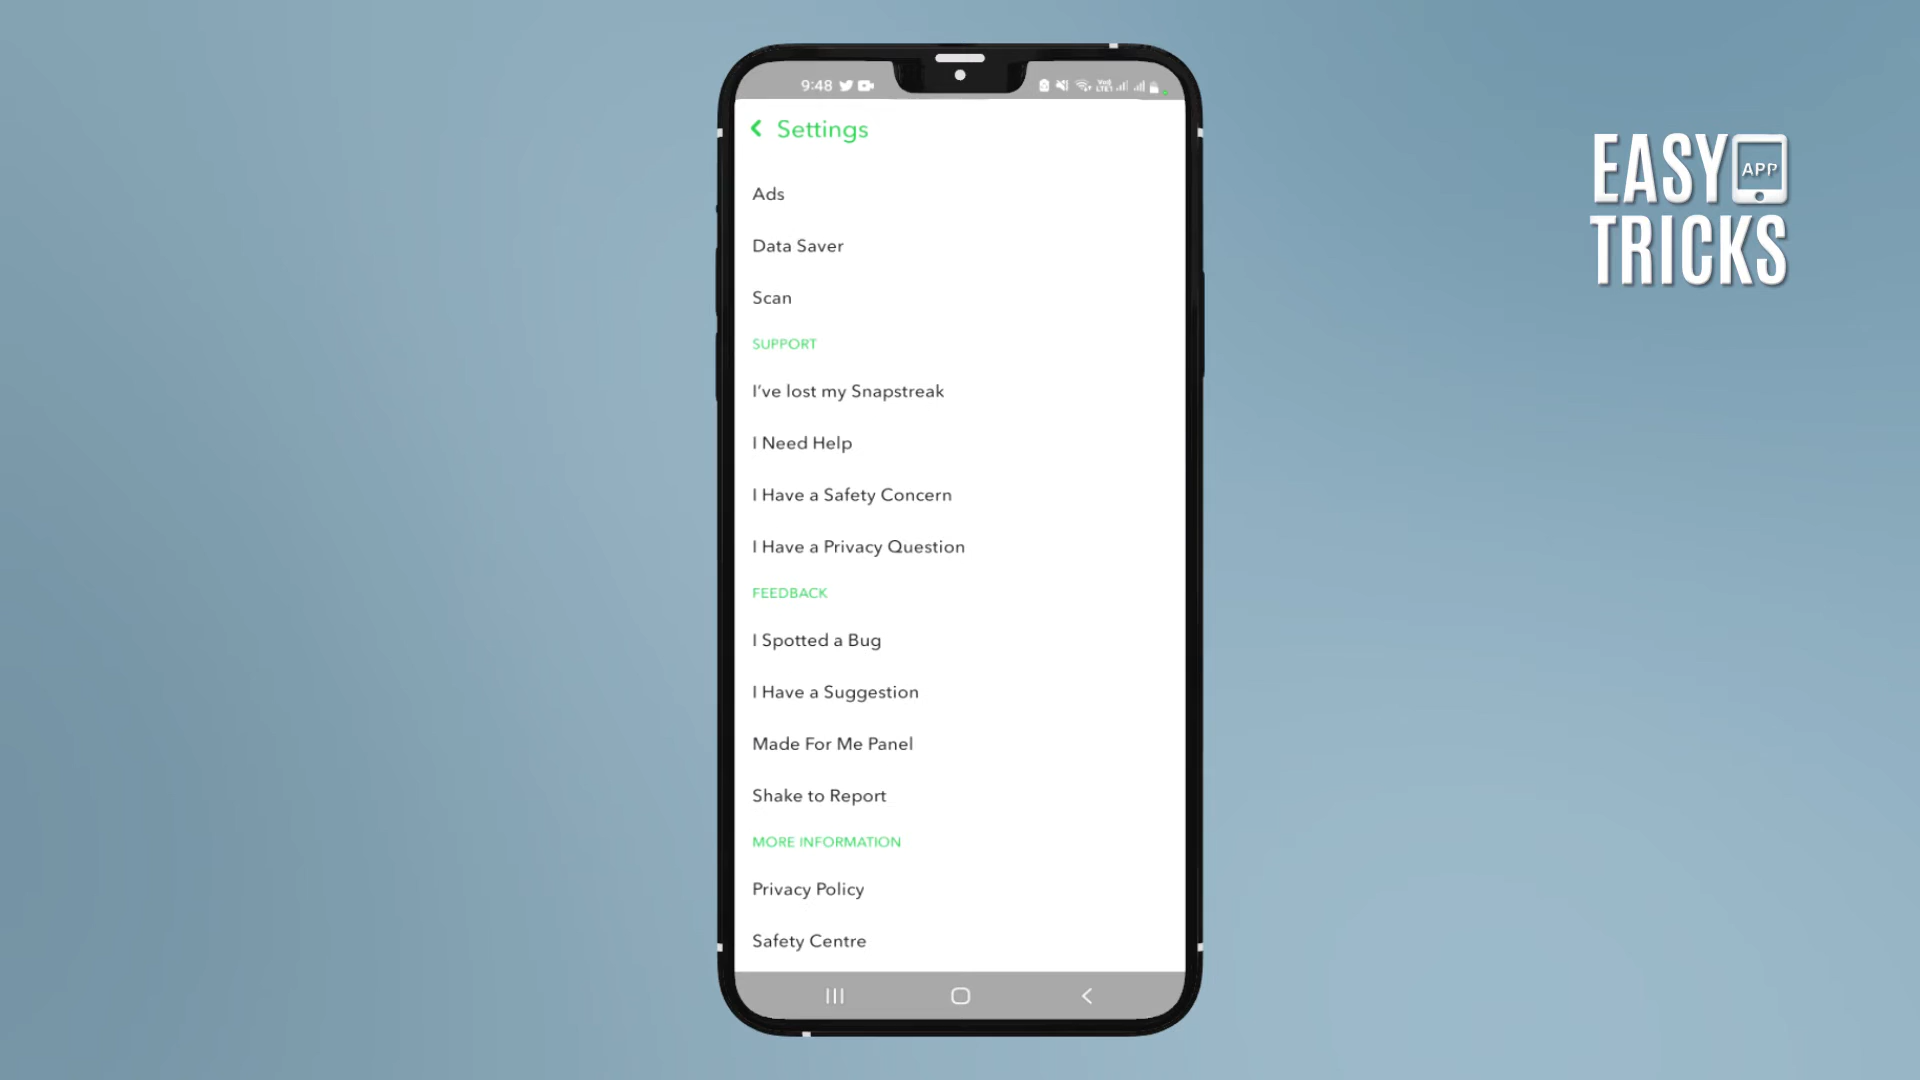 9:48
Settings
Ads
Data Saver
Scan
SUPPORT
I've lost my Snapstreak
I Need Help
I Have a Safety Concern
I Have a Privacy Question
FEEDBACK
I Spotted a Bug
I Have a Suggestion
Made For Me Panel
Shake to Report
MORE INFORMATION
Privacy Policy
Safety Centre
EASY APP
TRICKS